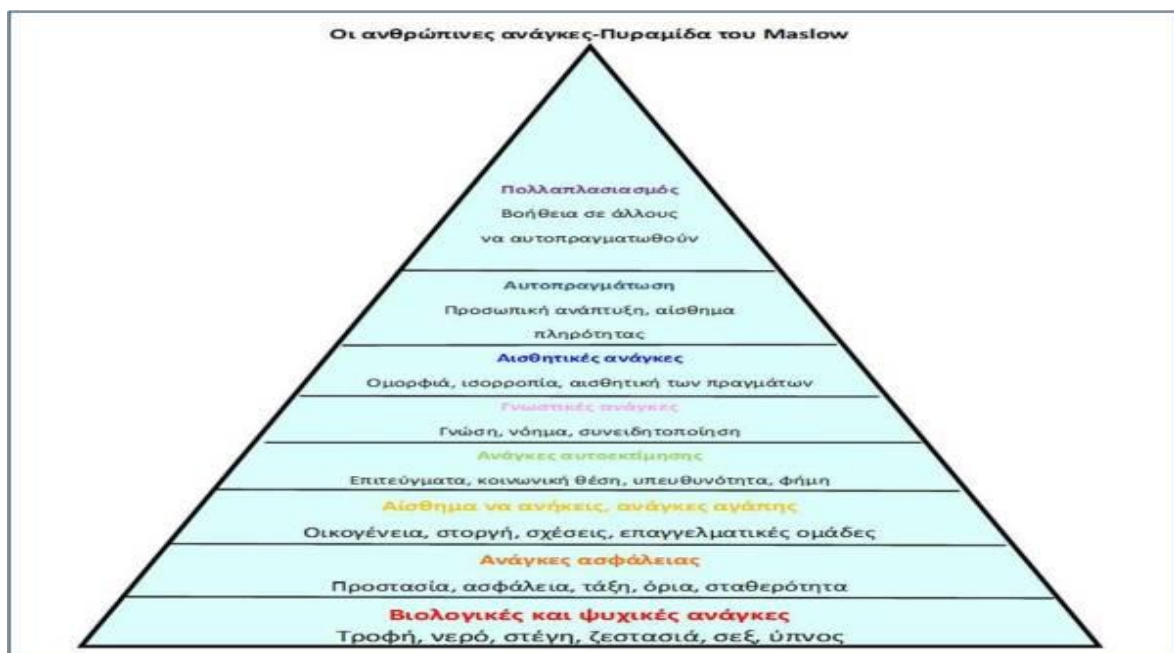 Οι ανθρώπινες ανάγκες-Πυραμίδα του Maslow
Πολλαπλασιασμός
Βοήθεια σε άλλους
να αυτοπραγματωθούν
Αυτοπραγμάτωση
Προσωπική ανάπτυξη, αίσθημα
πληρότητας
Αισθητικές ανάγκες
Ομορφιά, ισορροπία, αισθητική των πραγμάτων
Γνωστικές ανάγκες
Γνώση, νόημα, συνειδητοποίηση
Ανάγκες αυτοεκτίμησης
Επιτεύγματα, κοινωνική θέση, υπευθυνότητα, φήμη
Αίσθημα να ανήκεις, ανάγκες αγάπης
Οικογένεια, στοργή, σχέσεις, επαγγελματικές ομάδες
Ανάγκες ασφάλειας
Προστασία, ασφάλεια, τάξη, όρια, σταθερότητα
Βιολογικές και ψυχικές ανάγκες
Τροφή, νερό, στέγη, ζεστασιά, σεξ, ύπνος